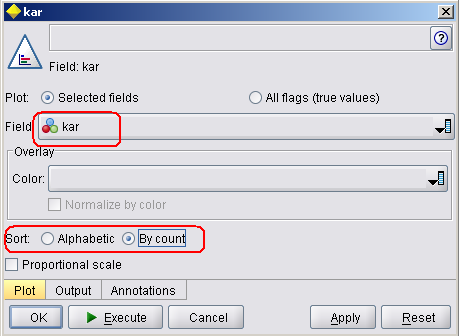 kar
Field: kar
Plot: Selected fields All flags (true values)
Field: kar
Overlay
Color:
Normalize by color
Sort: Alphabetic By count
Proportional scale
Plot Output Annotations
OK Execute Cancel Apply Reset